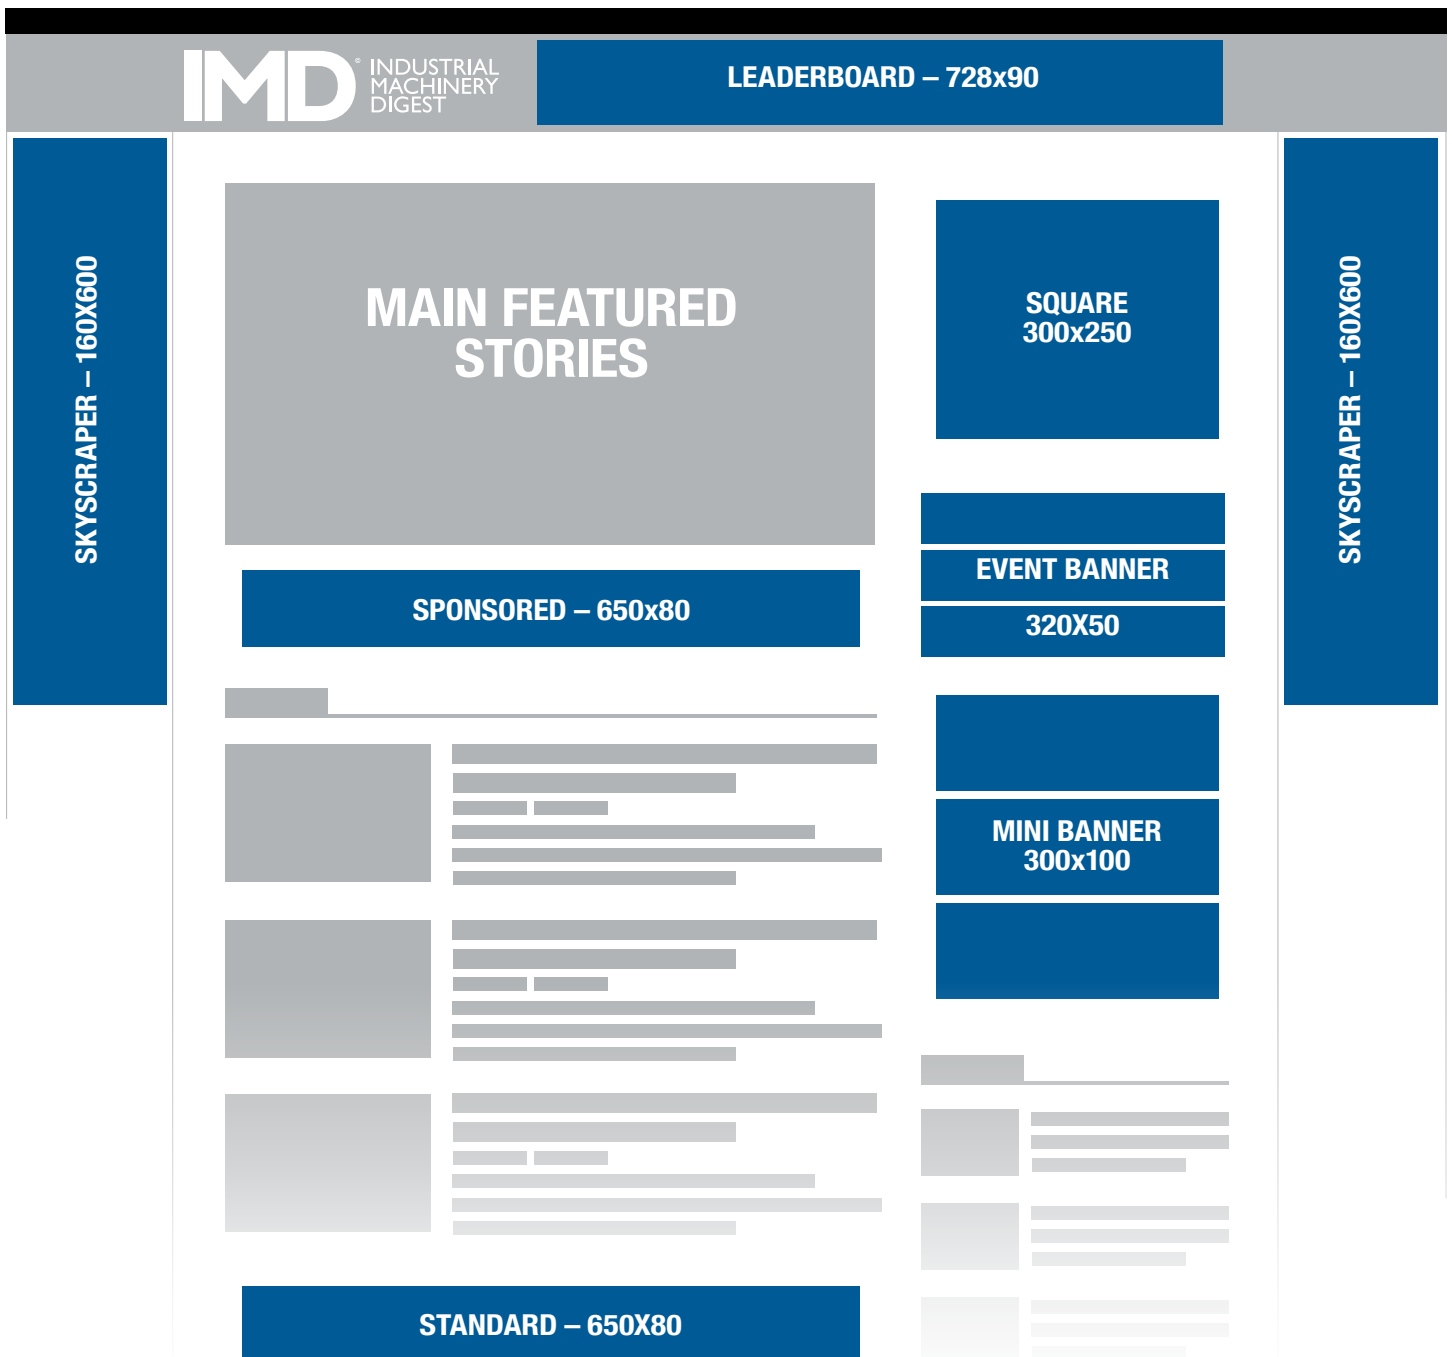 IMD© INDUSTRIAL
MACHINERY
DIGEST
LEADERBOARD – 728x90
SKYSCRAPER – 160X600
MAIN FEATURED
STORIES
SQUARE
300x250
SKYSCRAPER – 160X600
EVENT BANNER
320X50
SPONSORED – 650x80
MINI BANNER
300x100
STANDARD – 650X80